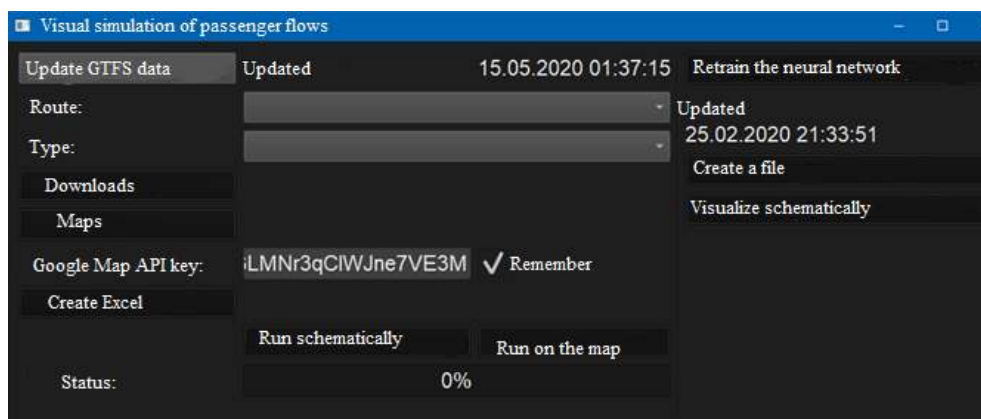 Visual simulation of passenger flows
Update GTFS data Updated 15.05.2020 01:37:15 Retrain the neural network
Route: Updated
25.02.2020 21:33:51
Type:
Create a file
Downloads
Visualize schematically
Maps
Google Map API key: LMNr3qClWJne7VE3M Remember
Create Excel
Run schematically Run on the map
Status: 0%